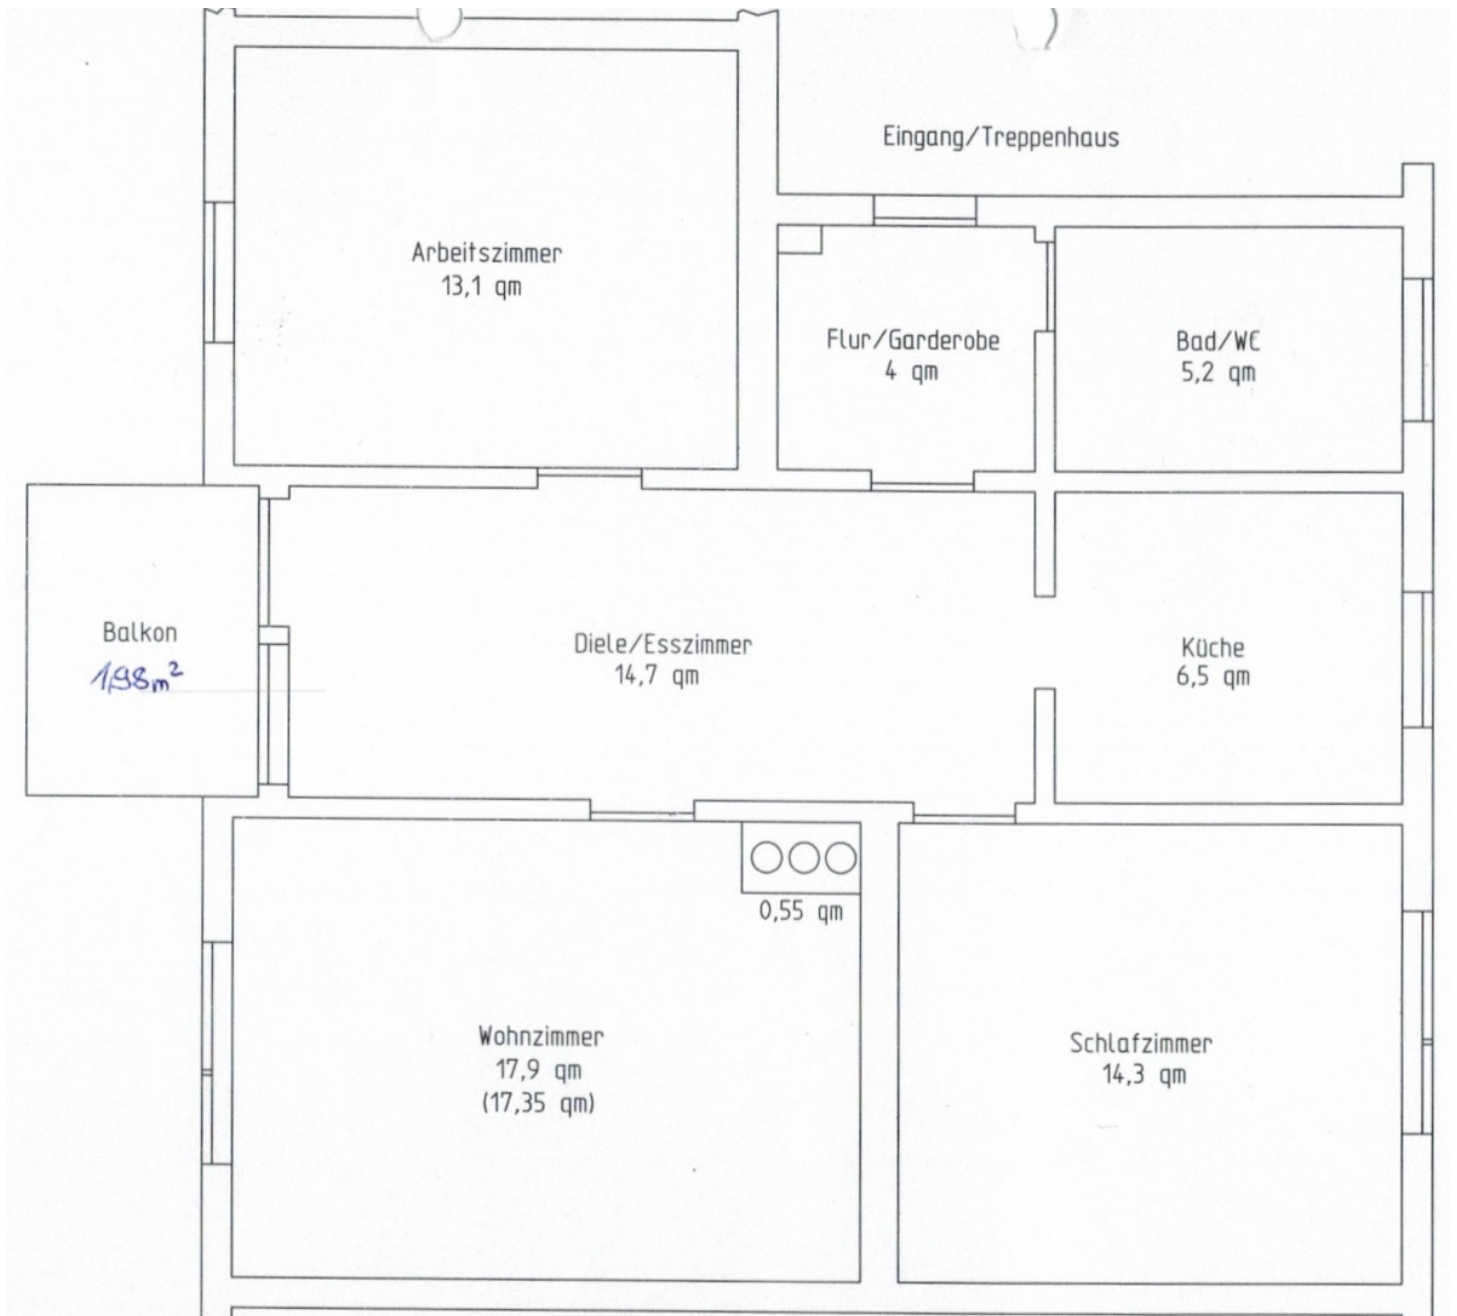 Eingang/Treppenhaus
Arbeitszimmer
13,1 qm
Flur/Garderobe
4 qm
Bad/WC
5,2 qm
Balkon
1,98 m²
Diele/Esszimmer
14,7 qm
Küche
6,5 qm
0,55 qm
Wohnzimmer
17,9 qm
(17,35 qm)
Schlafzimmer
14,3 qm